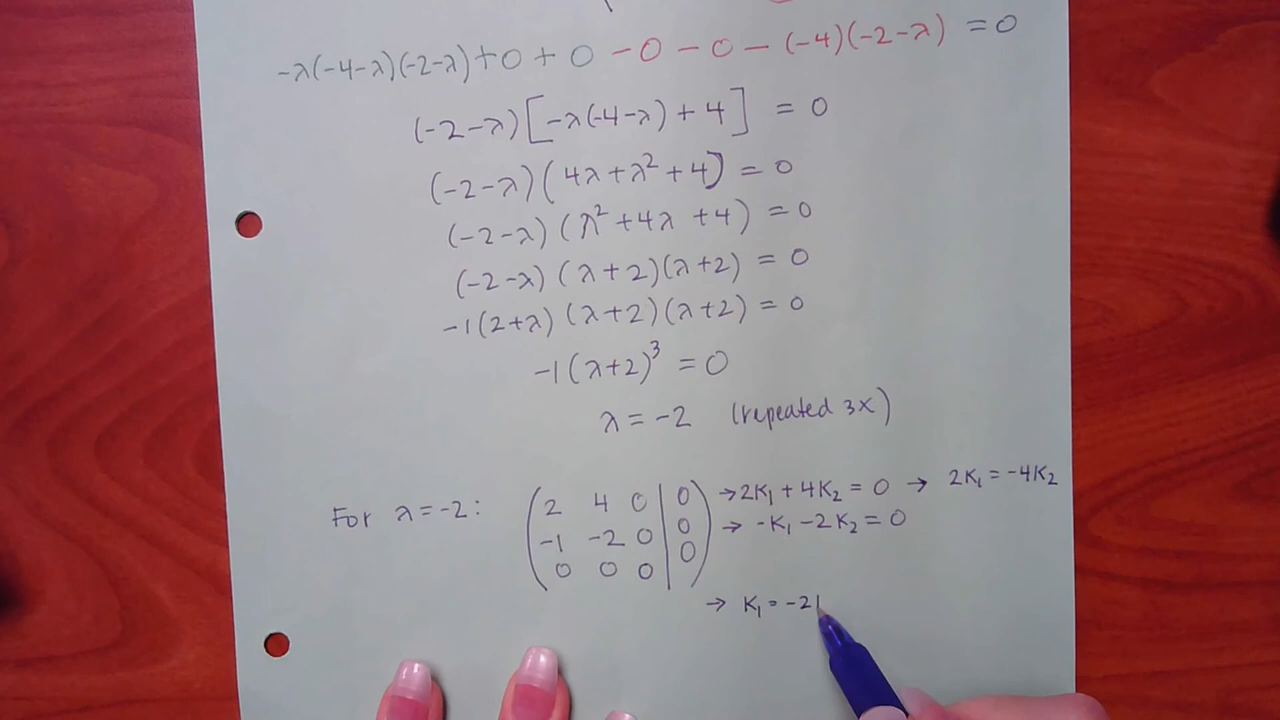 -λ(-4-λ)(-2-λ)+0 + 0 - 0 - 0 - (-4)(-2-λ) = 0
(-2-λ)[-λ(-4-λ)+4] = 0
(-2-λ)(4λ+λ²+4) = 0
(-2-λ)(λ²+4λ+4) = 0
(-2-λ)(λ+2)(λ+2) = 0
-1(2+λ)(λ+2)(λ+2) = 0
-1(λ+2)³ = 0
λ = -2 (repeated 3x)
For λ = -2: (2 4 0 | 0) → 2K₁ + 4K₂ = 0 → 2K₁ = -4K₂
-1 -2 0 | 0 → -K₁ - 2K₂ = 0
0 0 0 | 0
→ K₁ = -2